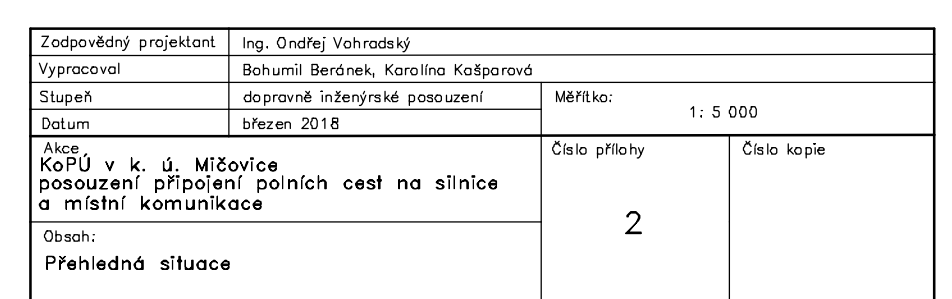 Zodpovědný projektant Ing. Ondřej Vohradský
Vypracoval Bohumil Beránek, Karolína Kašparová
Stupeň dopravně inženýrské posouzení Měřítko:
1: 5 000
Datum březen 2018
Akce Číslo přílohy Číslo kopie
KoPÚ v k. ú. Mičovice
posouzení připojení polních cest na silnice
a místní komunikace
2
Obsah:
Přehledná situace